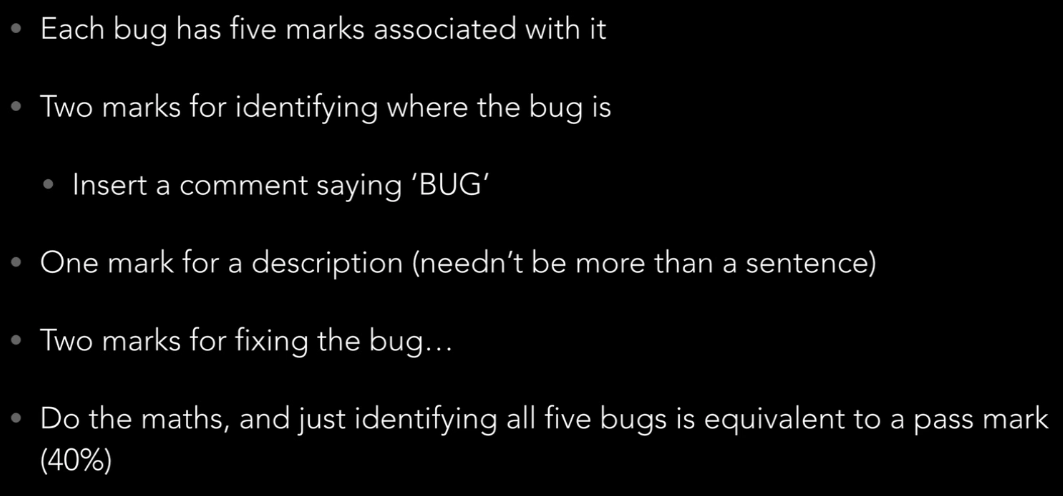 • Each bug has five marks associated with it
• Two marks for identifying where the bug is
• Insert a comment saying ‘BUG’
• One mark for a description (needn’t be more than a sentence)
• Two marks for fixing the bug…
• Do the maths, and just identifying all five bugs is equivalent to a pass mark
(40%)